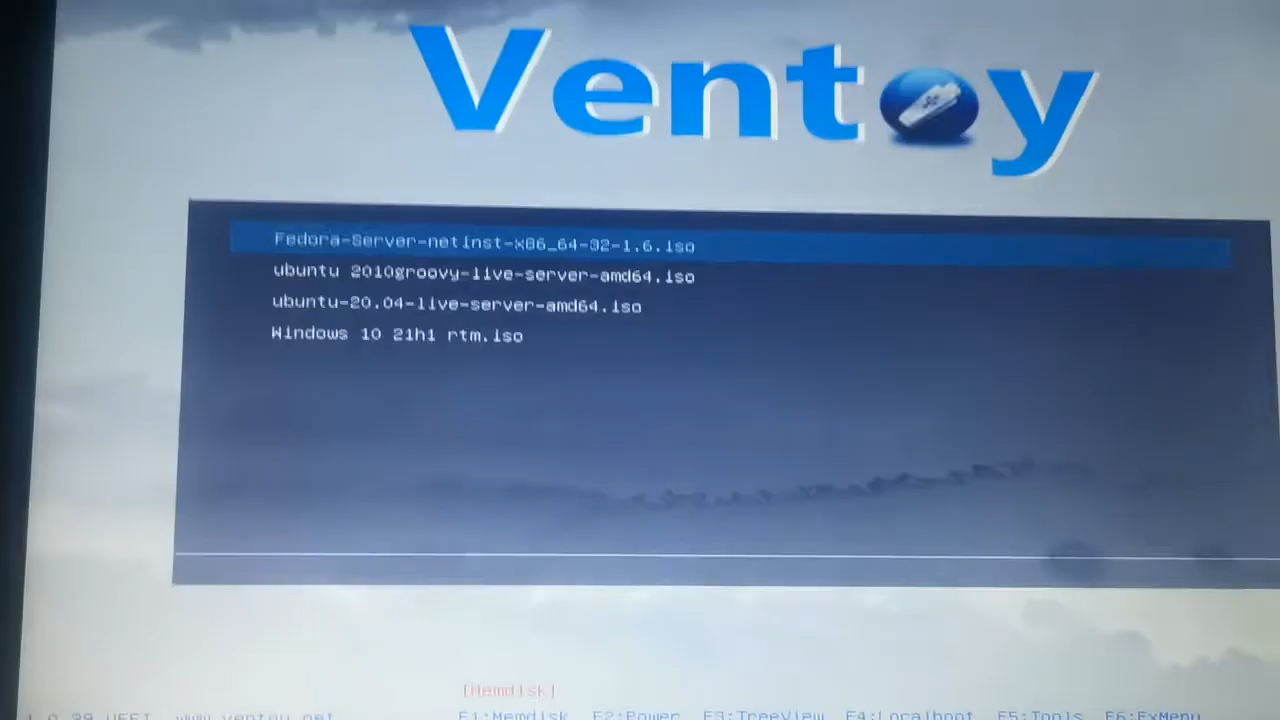 Ventoy
Fedora-Server-netinst-x86_64-32-1.6.iso
ubuntu 2010groovy-live-server-amd64.iso
ubuntu-20.04-live-server-amd64.iso
Windows 10 21h1 rtm.iso
[Memdisk]
UEFI www.ventoy.net F1:Memdisk F2:Power F3:TreeView F4:Localboot F5:Tools F6:ExMenu